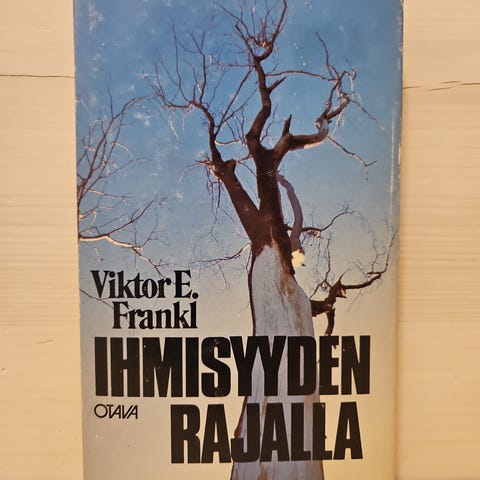 Viktor E.
Frankl
IHMISYYDEN
OTAVA
RAJALLA